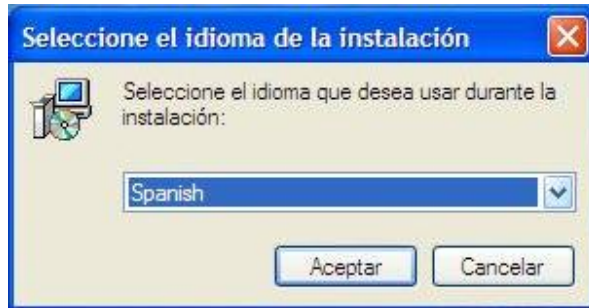 Seleccione el idioma de la instalación
Seleccione el idioma que desea usar durante la
instalación:
Spanish
Aceptar
Cancelar